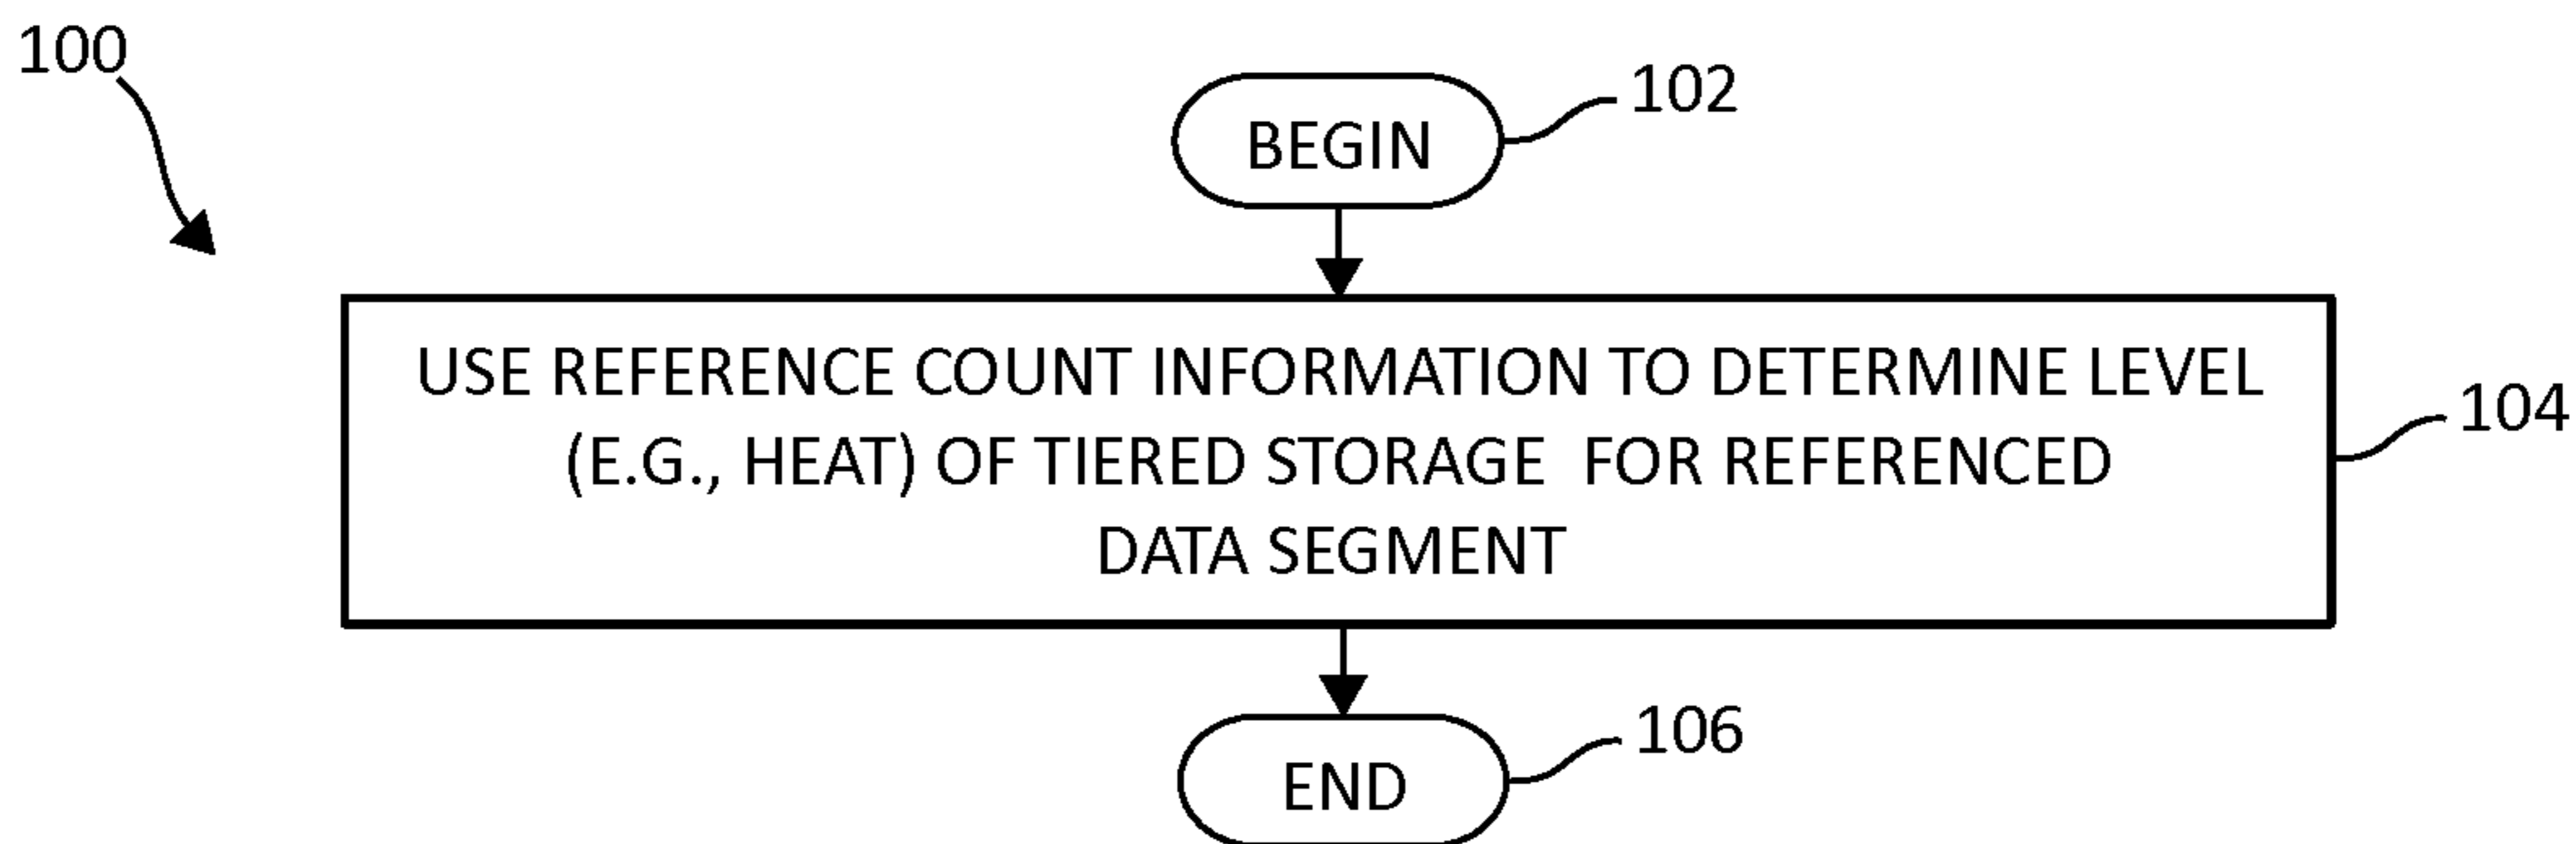 100
BEGIN
102
USE REFERENCE COUNT INFORMATION TO DETERMINE LEVEL
(E.G., HEAT) OF TIERED STORAGE FOR REFERENCED
DATA SEGMENT
104
END
106